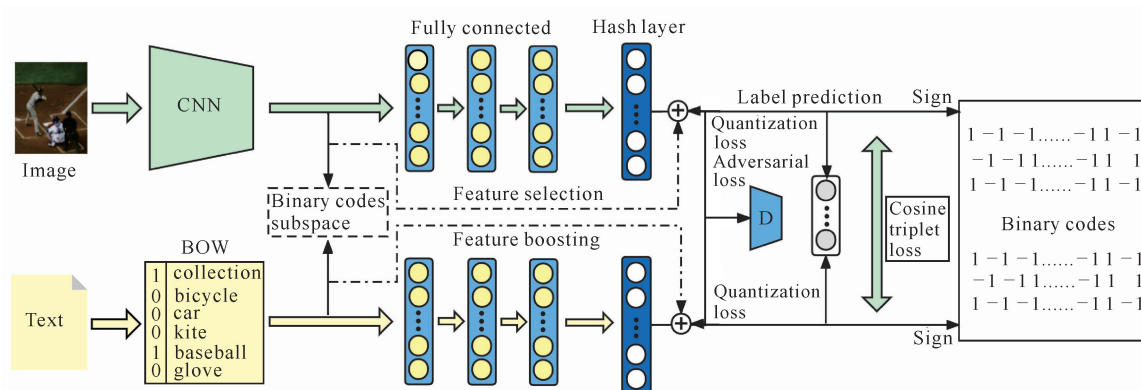 Fully connected
Hash layer
CNN
Image
Label prediction
Sign
Quantization
loss
Adversarial
loss
Feature selection
Binary codes
subspace
D
Cosine
triplet
loss
1 -1 -1......-1 1 -1
-1 -1 1......-1 1 1
1 -1 -1......-1 1 -1
Binary codes
1 -1 -1......-1 1 -1
-1 -1 1......-1 1 1
1 -1 -1......-1 1 -1
BOW
Feature boosting
Text
1 collection
0 bicycle
0 car
0 kite
1 baseball
0 glove
Quantization
loss
Sign